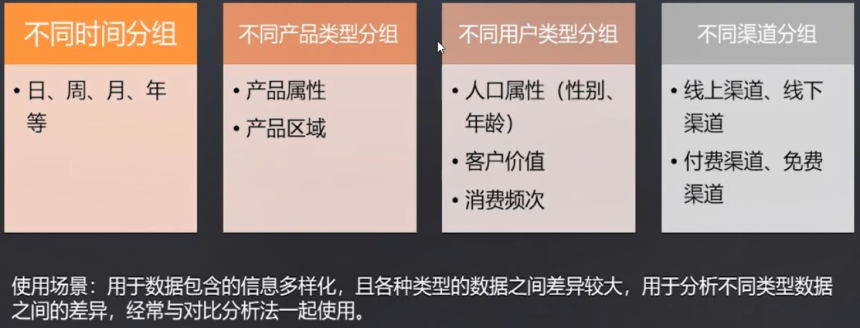 不同时间分组
• 日、周、月、年
等
不同产品类型分组
• 产品属性
• 产品区域
不同用户类型分组
• 人口属性（性别、
年龄）
• 客户价值
• 消费频次
不同渠道分组
• 线上渠道、线下
渠道
• 付费渠道、免费
渠道
使用场景：用于数据包含的信息多样化，且各种类型的数据之间差异较大，用于分析不同类型数据
之间的差异，经常与对比分析法一起使用。